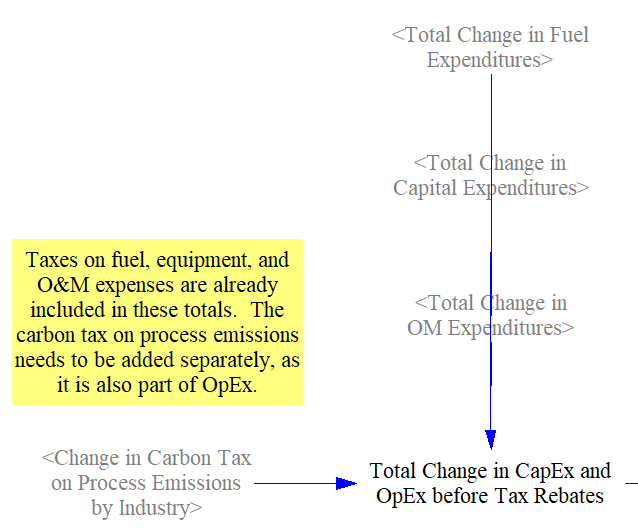 <Total Change in Fuel
Expenditures>
<Total Change in
Capital Expenditures>
Taxes on fuel, equipment, and
O&M expenses are already
included in these totals.  The
carbon tax on process emissions
needs to be added separately, as
it is also part of OpEx.
<Total Change in
OM Expenditures>
<Change in Carbon Tax
on Process Emissions
by Industry>
Total Change in CapEx and
OpEx before Tax Rebates